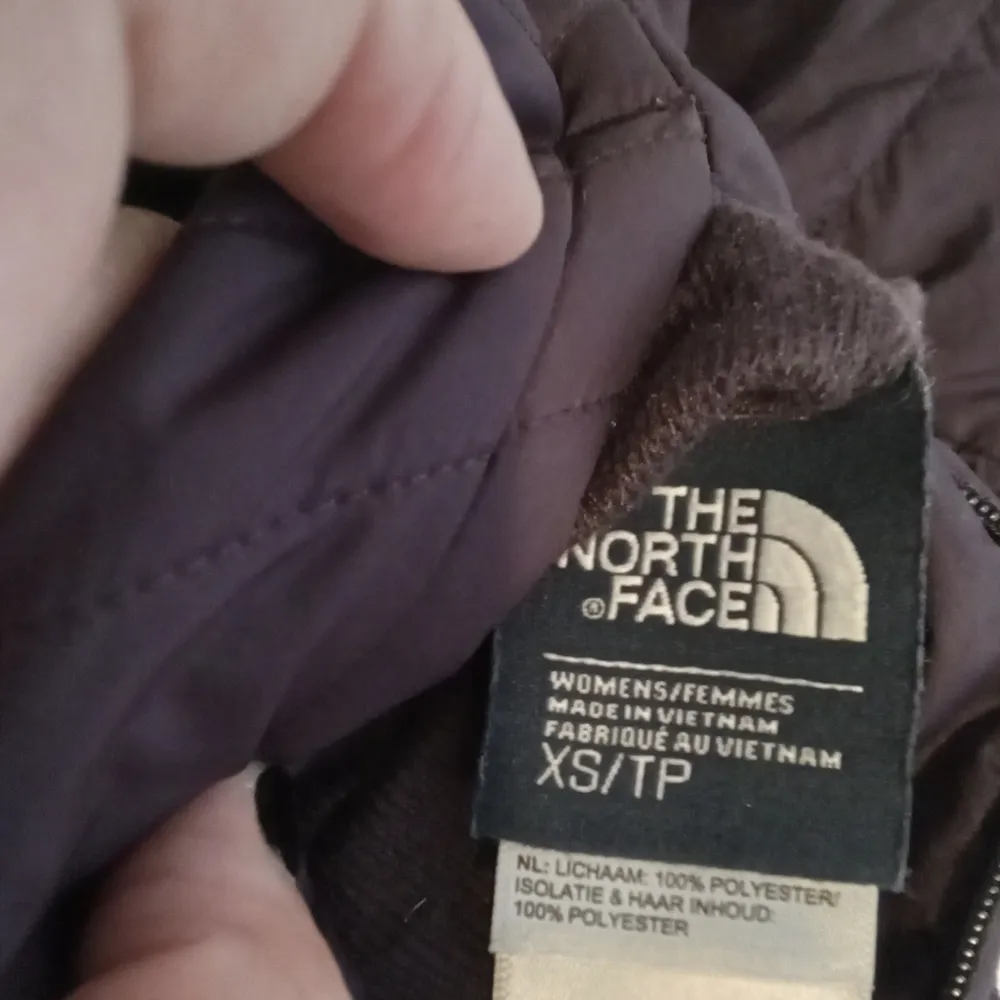 THE
NORTH
®FACE
WOMENS/FEMMES
MADE IN VIETNAM
FABRIQUÉ AU VIETNAM
XS/TP
NL: LICHAAM: 100% POLYESTER/
ISOLATIE & HAAR INHOUD:
100% POLYESTER